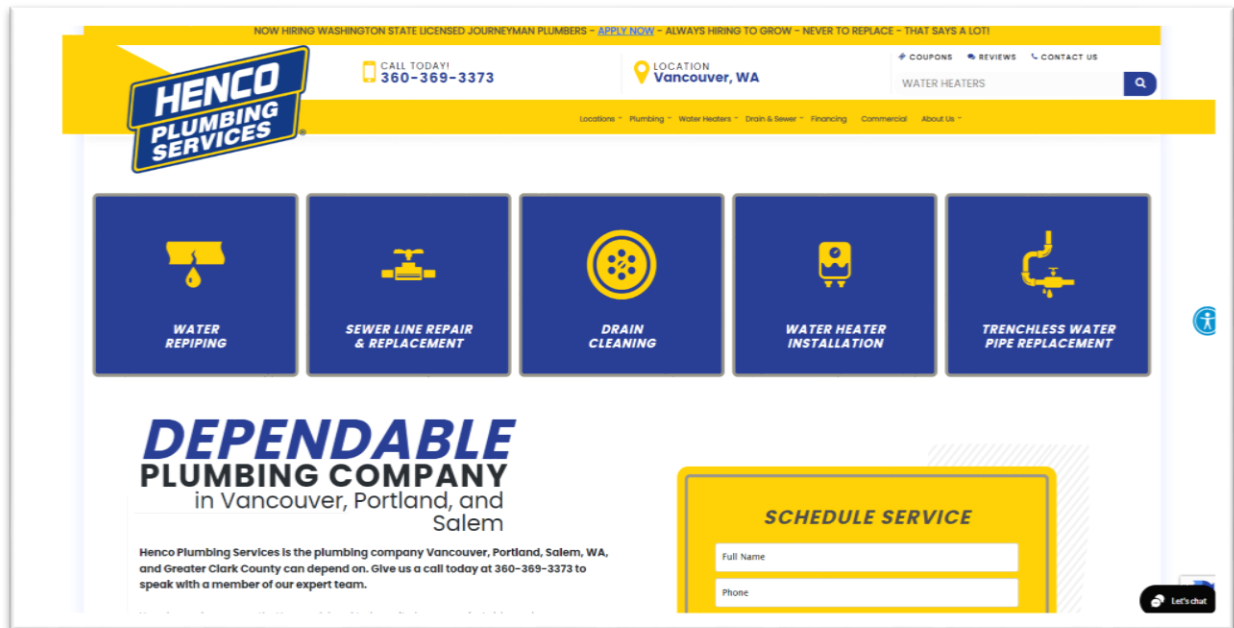 NOW HIRING WASHINGTON STATE LICENSED JOURNEYMAN PLUMBERS - APPLY NOW - ALWAYS HIRING TO GROW - NEVER TO REPLACE - THAT SAYS A LOT!
HENCO
PLUMBING
SERVICES
®
CALL TODAY!
360-369-3373
LOCATION
Vancouver, WA
COUPONS REVIEWS CONTACT US
WATER HEATERS
Locations Plumbing Water Heaters Drain & Sewer Financing Commercial About Us
WATER
REPIPING
SEWER LINE REPAIR
& REPLACEMENT
DRAIN
CLEANING
WATER HEATER
INSTALLATION
TRENCHLESS WATER
PIPE REPLACEMENT
DEPENDABLE
PLUMBING COMPANY
in Vancouver, Portland, and
Salem
Henco Plumbing Services is the plumbing company Vancouver, Portland, Salem, WA,
and Greater Clark County can depend on. Give us a call today at 360-369-3373 to
speak with a member of our expert team.
SCHEDULE SERVICE
Full Name
Phone
Let's chat